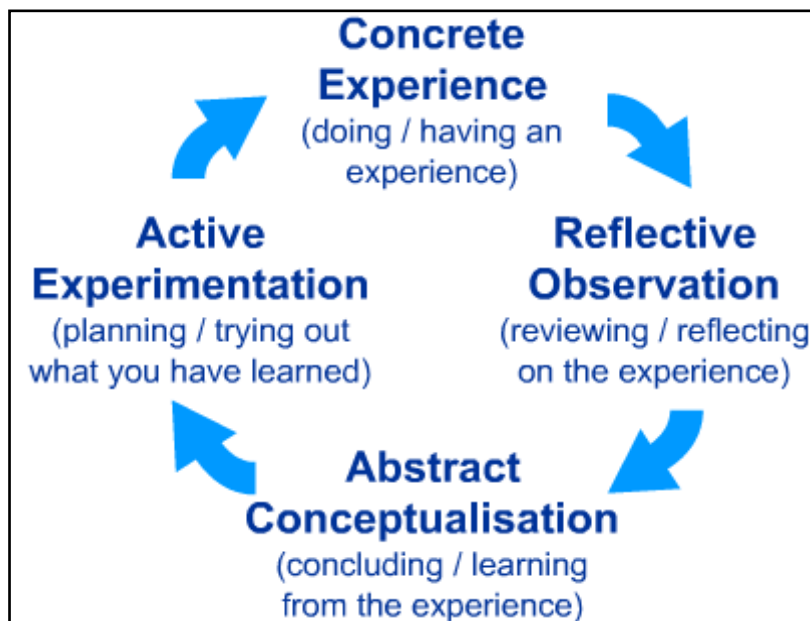 Concrete
Experience
(doing / having an
experience)
Reflective
Observation
(reviewing / reflecting
on the experience)
Abstract
Conceptualisation
(concluding / learning
from the experience)
Active
Experimentation
(planning / trying out
what you have learned)